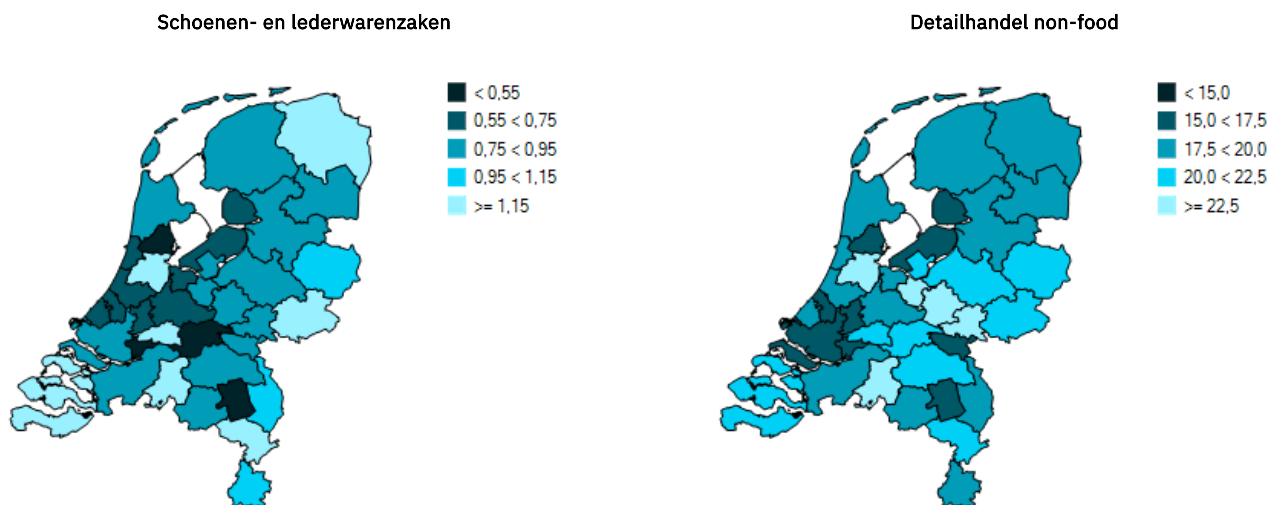 Schoenen- en lederwarenzaken
< 0,55
0,55 < 0,75
0,75 < 0,95
0,95 < 1,15
>= 1,15
Detailhandel non-food
< 15,0
15,0 < 17,5
17,5 < 20,0
20,0 < 22,5
>= 22,5